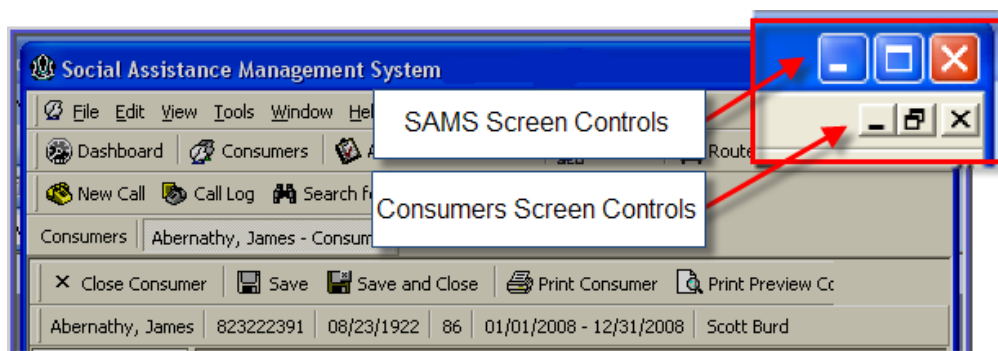 Social Assistance Management System
File Edit View Tools Window Hel
SAMS Screen Controls
Dashboard Consumers A Route
New Call Call Log Search f
Consumers Screen Controls
Consumers Abernathy, James - Consum
Close Consumer Save Save and Close Print Consumer Print Preview Co
Abernathy, James 823222391 08/23/1922 86 01/01/2008 - 12/31/2008 Scott Burd